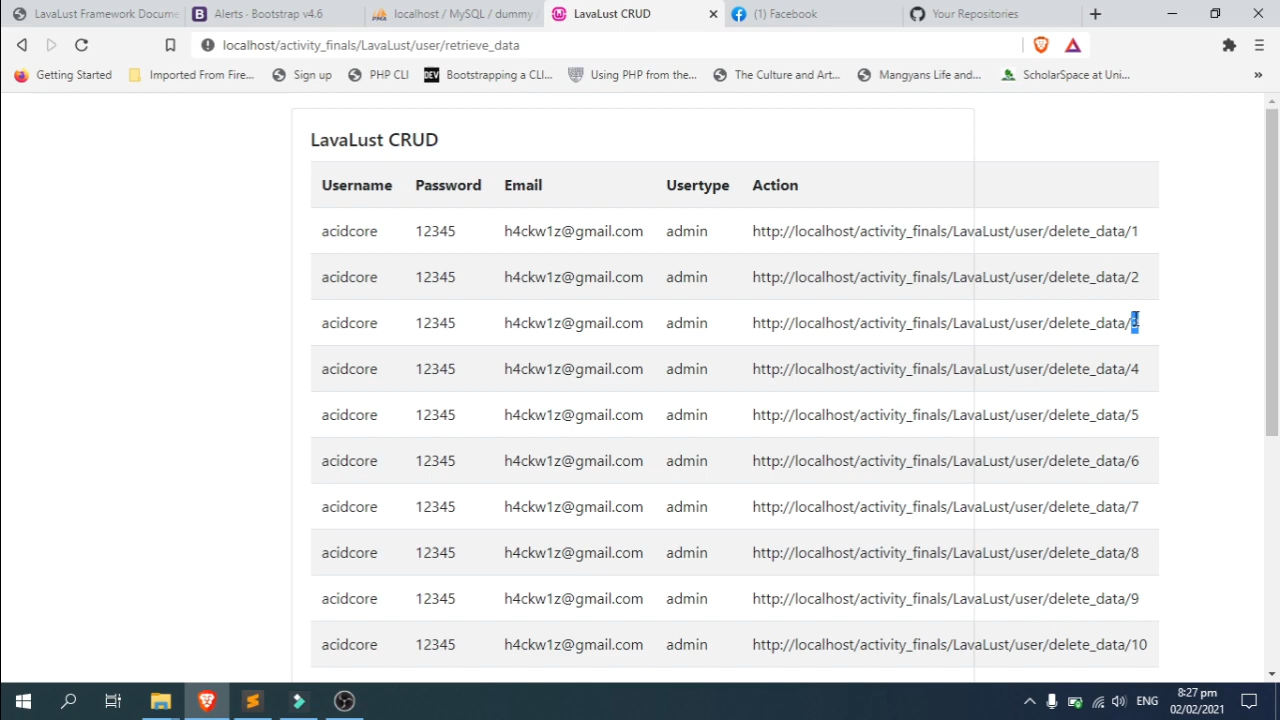 LavaLust Framework Docume
Alerts - Bootstrap v4.6
localhost / MySQL / dummy /
LavaLust CRUD
(1) Facebook
Your Repositories
localhost/activity_finals/LavaLust/user/retrieve_data
Getting Started
Imported From Fire...
Sign up
PHP CLI
DEV
Bootstrapping a CLI...
Using PHP from the...
The Culture and Art...
Mangyans Life and...
ScholarSpace at Uni...
LavaLust CRUD
Username Password Email Usertype Action
acidcore 12345 h4ckw1z@gmail.com admin http://localhost/activity_finals/LavaLust/user/delete_data/1
acidcore 12345 h4ckw1z@gmail.com admin http://localhost/activity_finals/LavaLust/user/delete_data/2
acidcore 12345 h4ckw1z@gmail.com admin http://localhost/activity_finals/LavaLust/user/delete_data/
acidcore 12345 h4ckw1z@gmail.com admin http://localhost/activity_finals/LavaLust/user/delete_data/4
acidcore 12345 h4ckw1z@gmail.com admin http://localhost/activity_finals/LavaLust/user/delete_data/5
acidcore 12345 h4ckw1z@gmail.com admin http://localhost/activity_finals/LavaLust/user/delete_data/6
acidcore 12345 h4ckw1z@gmail.com admin http://localhost/activity_finals/LavaLust/user/delete_data/7
acidcore 12345 h4ckw1z@gmail.com admin http://localhost/activity_finals/LavaLust/user/delete_data/8
acidcore 12345 h4ckw1z@gmail.com admin http://localhost/activity_finals/LavaLust/user/delete_data/9
acidcore 12345 h4ckw1z@gmail.com admin http://localhost/activity_finals/LavaLust/user/delete_data/10
ENG
8:27 pm
02/02/2021